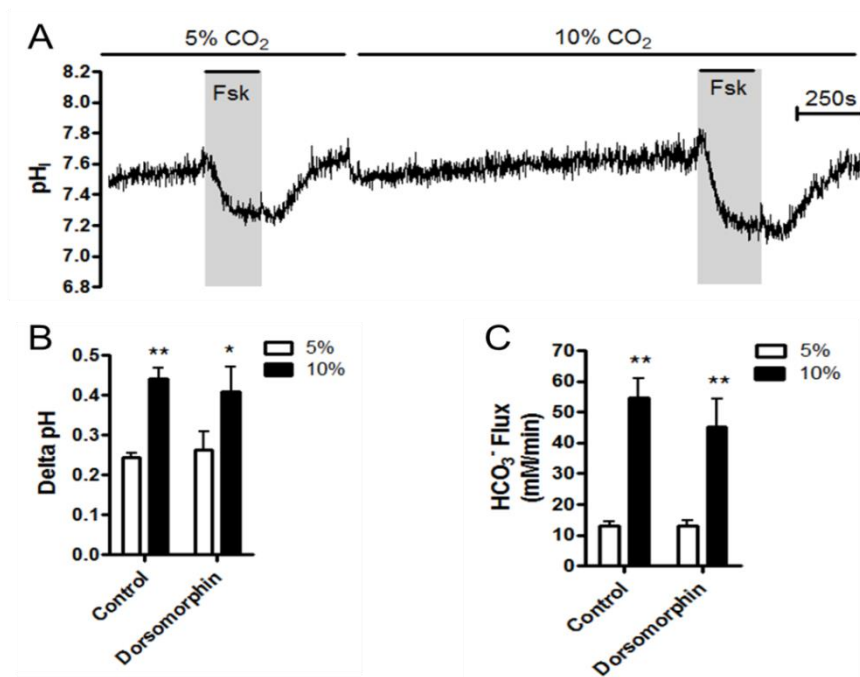 A
5% CO₂
10% CO₂
Fsk
Fsk
250s
pHI
8.2
8.0
7.8
7.6
7.4
7.2
7.0
6.8
B
Delta pH
0.5
0.4
0.3
0.2
0.1
0.0
**
*
5%
10%
Control
Dorsomorphin
C
HCO₃⁻ Flux
(mM/min)
70
60
50
40
30
20
10
0
**
**
5%
10%
Control
Dorsomorphin